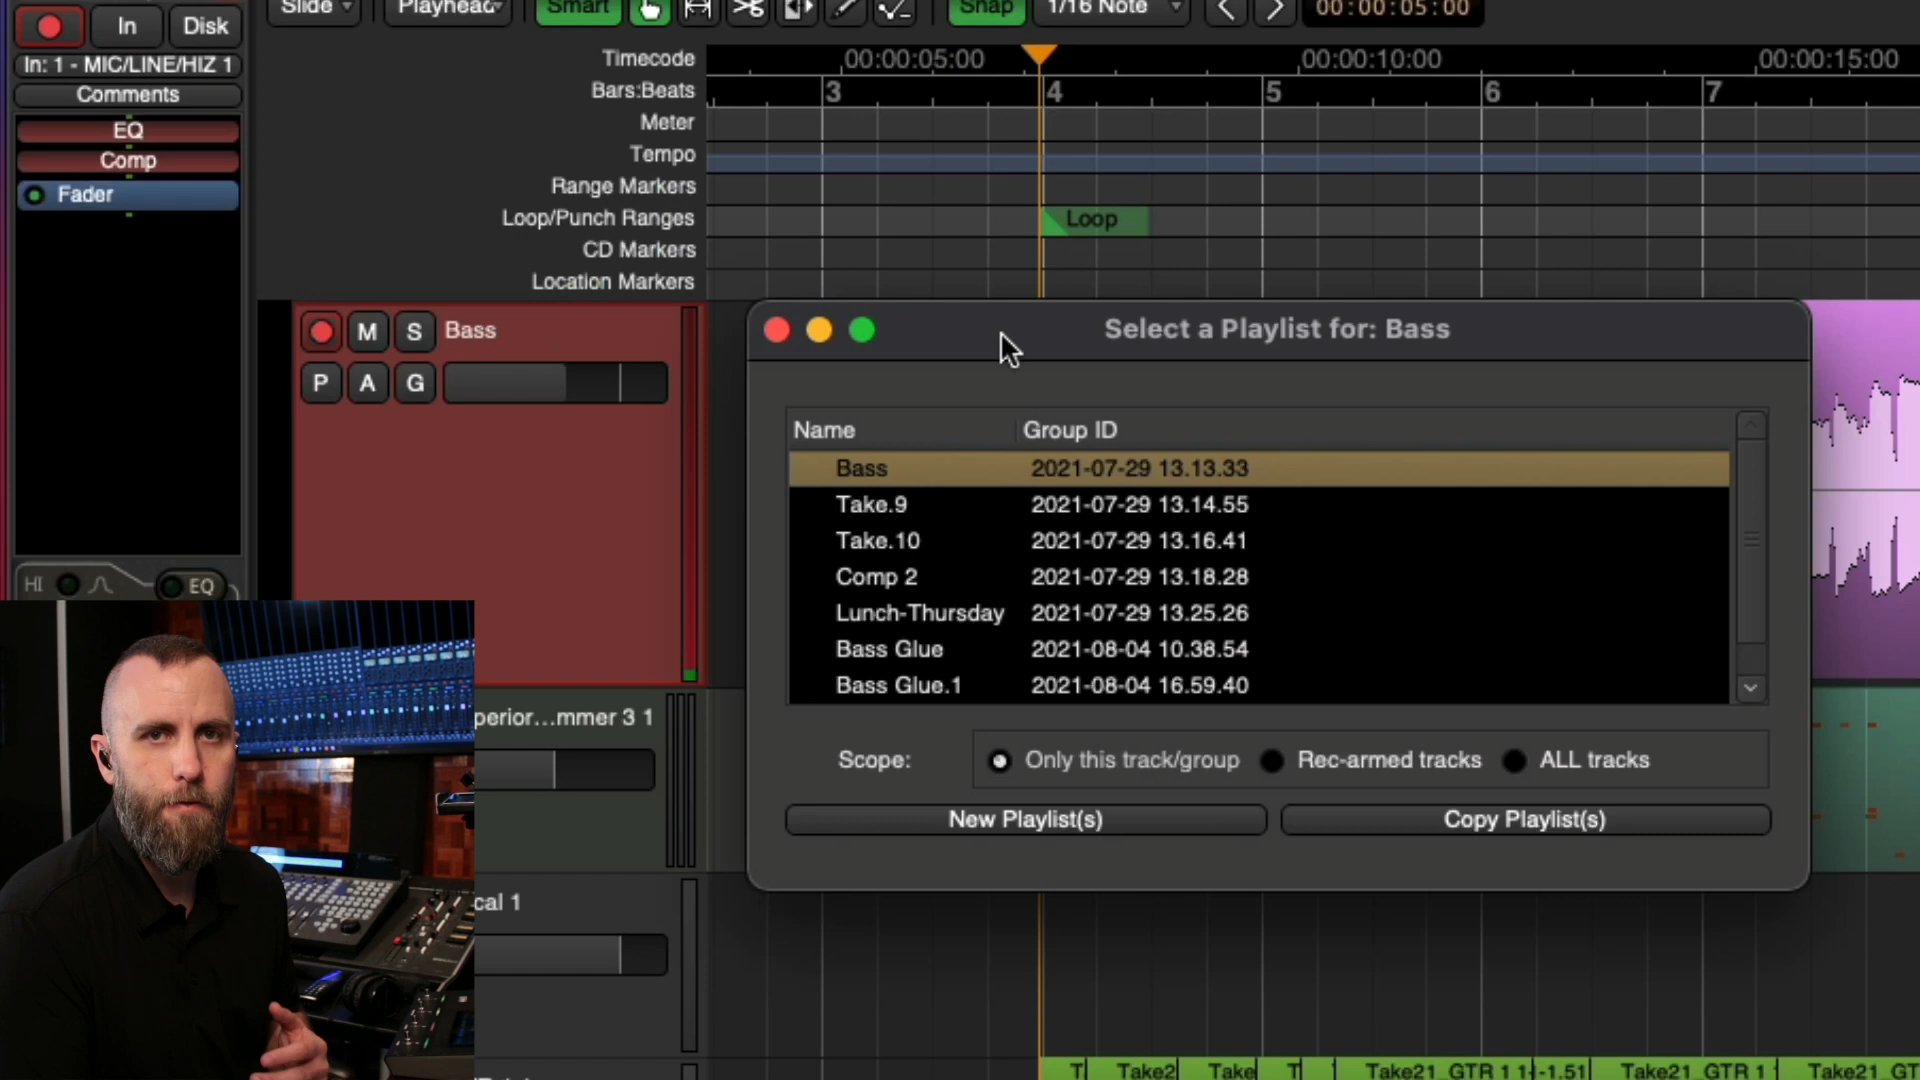 In Disk
Slide Playhead Smart Snap 1/16 Note 00:00:05:00
In: 1 - MIC/LINE/HIZ 1
Comments
EQ
Comp
Fader
HI EQ
Timecode 00:00:05:00 00:00:10:00 00:00:15:00
Bars:Beats 3 4 5 6 7
Meter
Tempo
Range Markers
Loop/Punch Ranges Loop
CD Markers
Location Markers
M S Bass
P A G
Select a Playlist for: Bass
Name Group ID
Bass 2021-07-29 13.13.33
Take.9 2021-07-29 13.14.55
Take.10 2021-07-29 13.16.41
Comp 2 2021-07-29 13.18.28
Lunch-Thursday 2021-07-29 13.25.26
Bass Glue 2021-08-04 10.38.54
Bass Glue.1 2021-08-04 16.59.40
Scope: Only this track/group Rec-armed tracks ALL tracks
New Playlist(s) Copy Playlist(s)
perior...mmer 3 1
cal 1
T Take2 Take T Take21_GTR 1 1 -1.51 Take21_GTR 1 Take21_GT